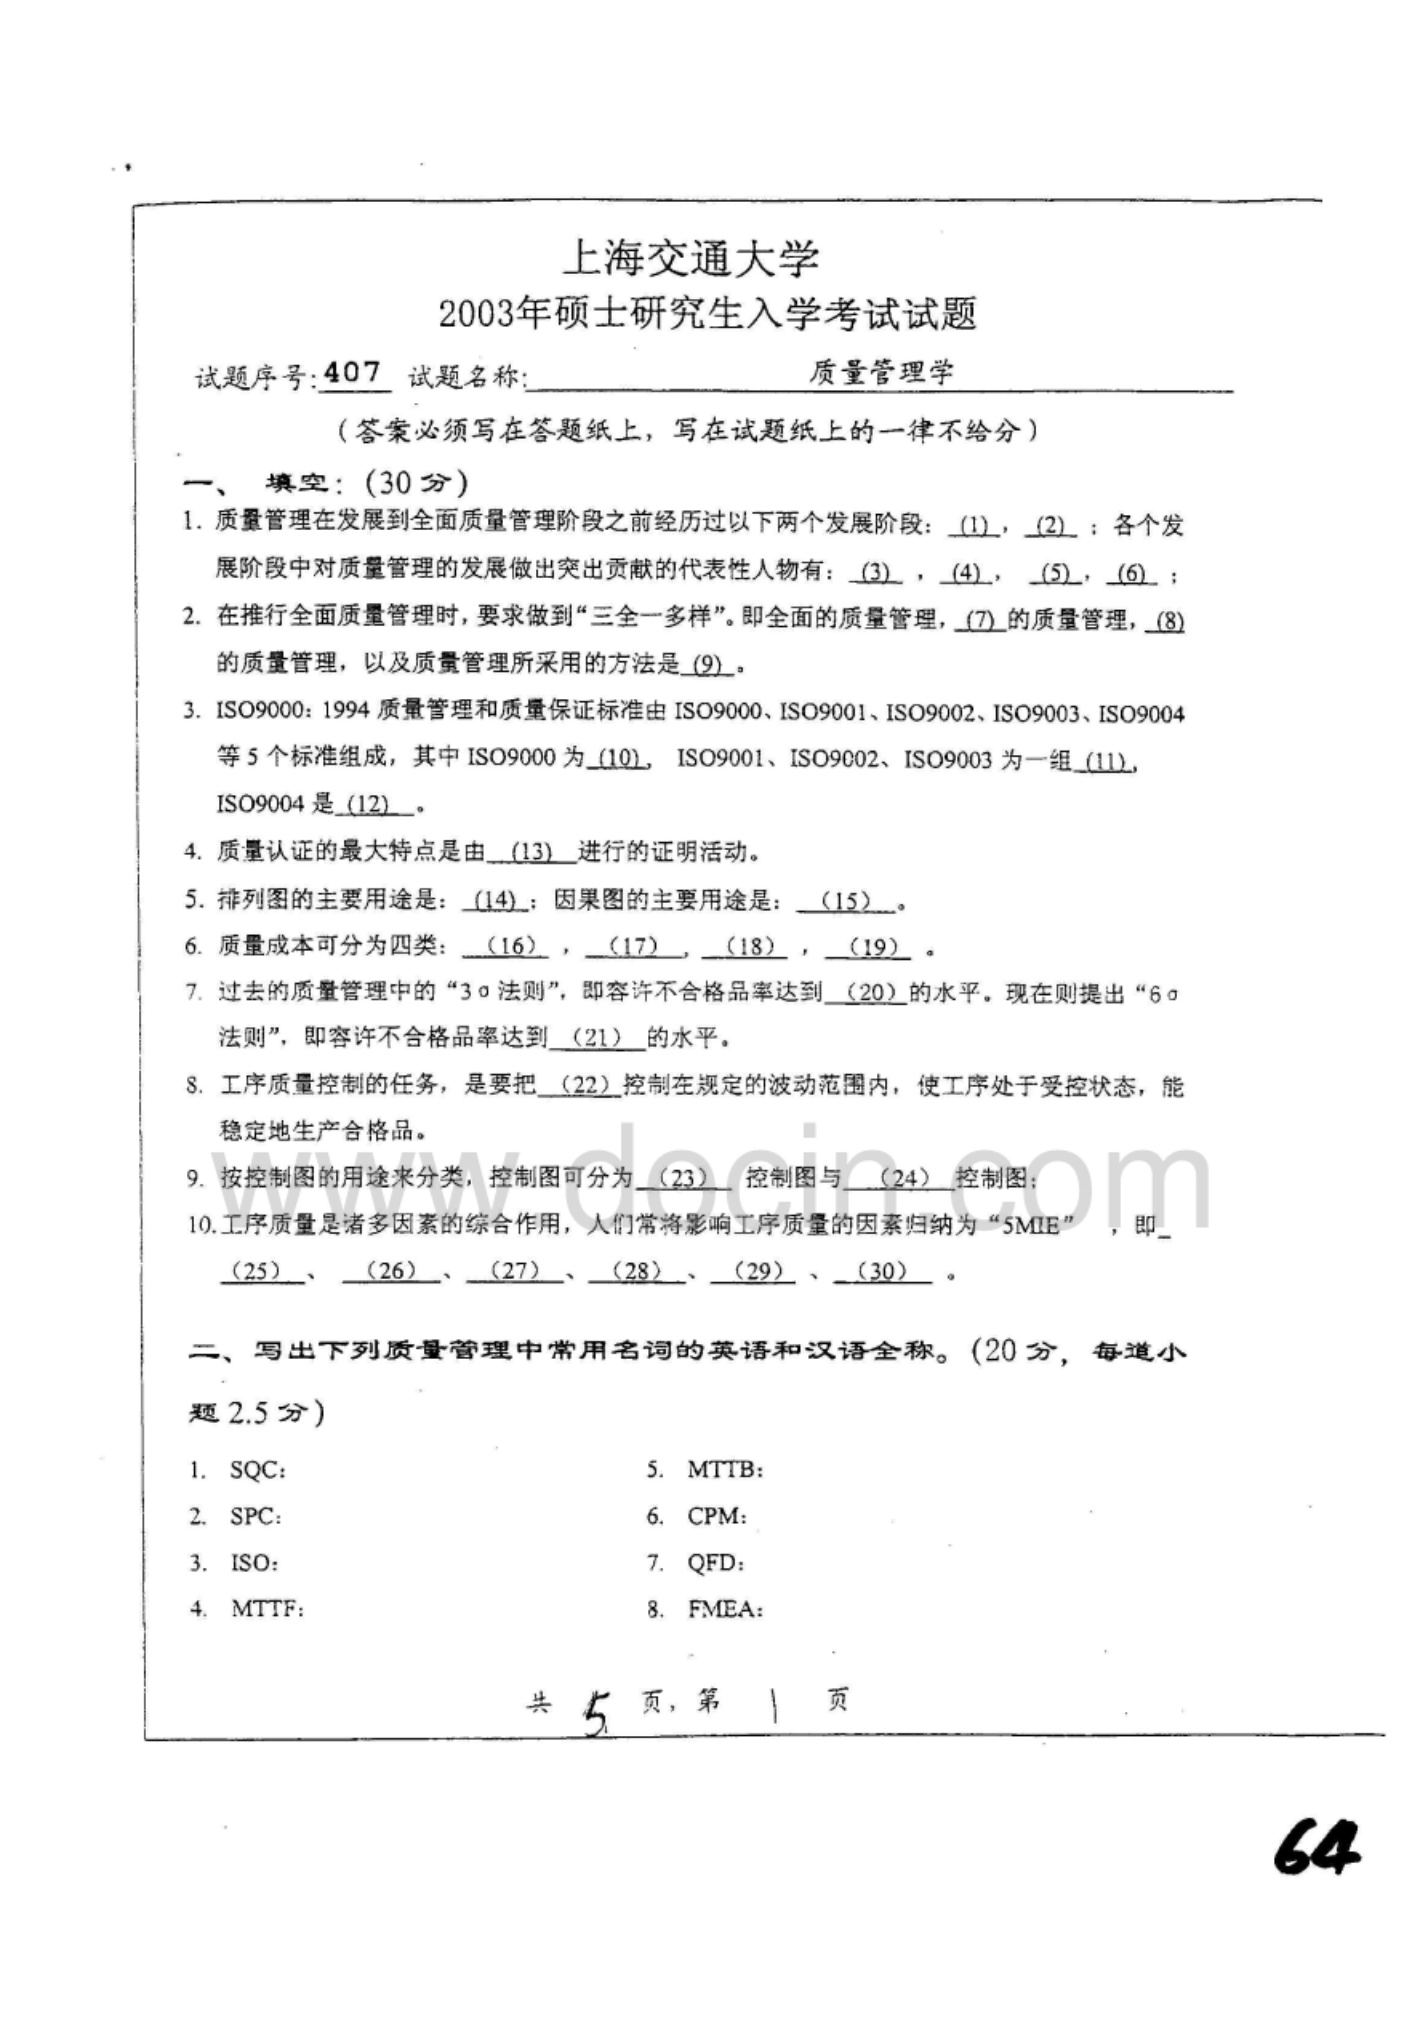 上海交通大学
2003年硕士研究生入学考试试题
试题序号:407 试题名称: 质量管理学
(答案必须写在答题纸上，写在试题纸上的一律不给分)
一、 填空：(30 分)
1. 质量管理在发展到全面质量管理阶段之前经历过以下两个发展阶段： (1) ， (2) ；各个发
展阶段中对质量管理的发展做出突出贡献的代表性人物有： (3) ， (4) ， (5) ， (6) ；
2. 在推行全面质量管理时，要求做到“三全一多样”。即全面的质量管理， (7) 的质量管理， (8)
的质量管理，以及质量管理所采用的方法是 (9) 。
3. ISO9000：1994 质量管理和质量保证标准由 ISO9000、ISO9001、ISO9002、ISO9003、ISO9004
等 5 个标准组成，其中 ISO9000 为 (10)， ISO9001、ISO9002、ISO9003 为一组 (11)，
ISO9004 是 (12) 。
4. 质量认证的最大特点是由 (13) 进行的证明活动。
5. 排列图的主要用途是： (14) ；因果图的主要用途是： （15） 。
6. 质量成本可分为四类： （16） ， （17） ， （18） ， （19） 。
7. 过去的质量管理中的“3σ法则”，即容许不合格品率达到 （20） 的水平。现在则提出“6σ
法则”，即容许不合格品率达到 （21） 的水平。
8. 工序质量控制的任务，是要把 （22） 控制在规定的波动范围内，使工序处于受控状态，能
稳定地生产合格品。
9. 按控制图的用途来分类，控制图可分为 （23） 控制图与 （24） 控制图；
10.工序质量是诸多因素的综合作用，人们常将影响工序质量的因素归纳为“5M1E” ，即
（25） 、 （26） 、 （27） 、 （28） 、 （29） 、 （30） 。
二、写出下列质量管理中常用名词的英语和汉语全称。(20 分，每道小
题 2.5 分)
1. SQC： 5. MTTB：
2. SPC： 6. CPM：
3. ISO： 7. QFD：
4. MTTF： 8. FMEA：
共 5 页，第 1 页
64
www.docin.com